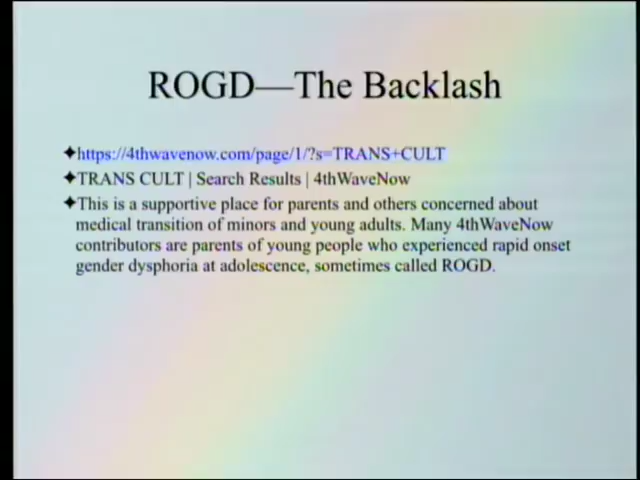 ROGD—The Backlash
✦https://4thwavenow.com/page/1/?s=TRANS+CULT
✦TRANS CULT | Search Results | 4thWaveNow
✦This is a supportive place for parents and others concerned about
medical transition of minors and young adults. Many 4thWaveNow
contributors are parents of young people who experienced rapid onset
gender dysphoria at adolescence, sometimes called ROGD.